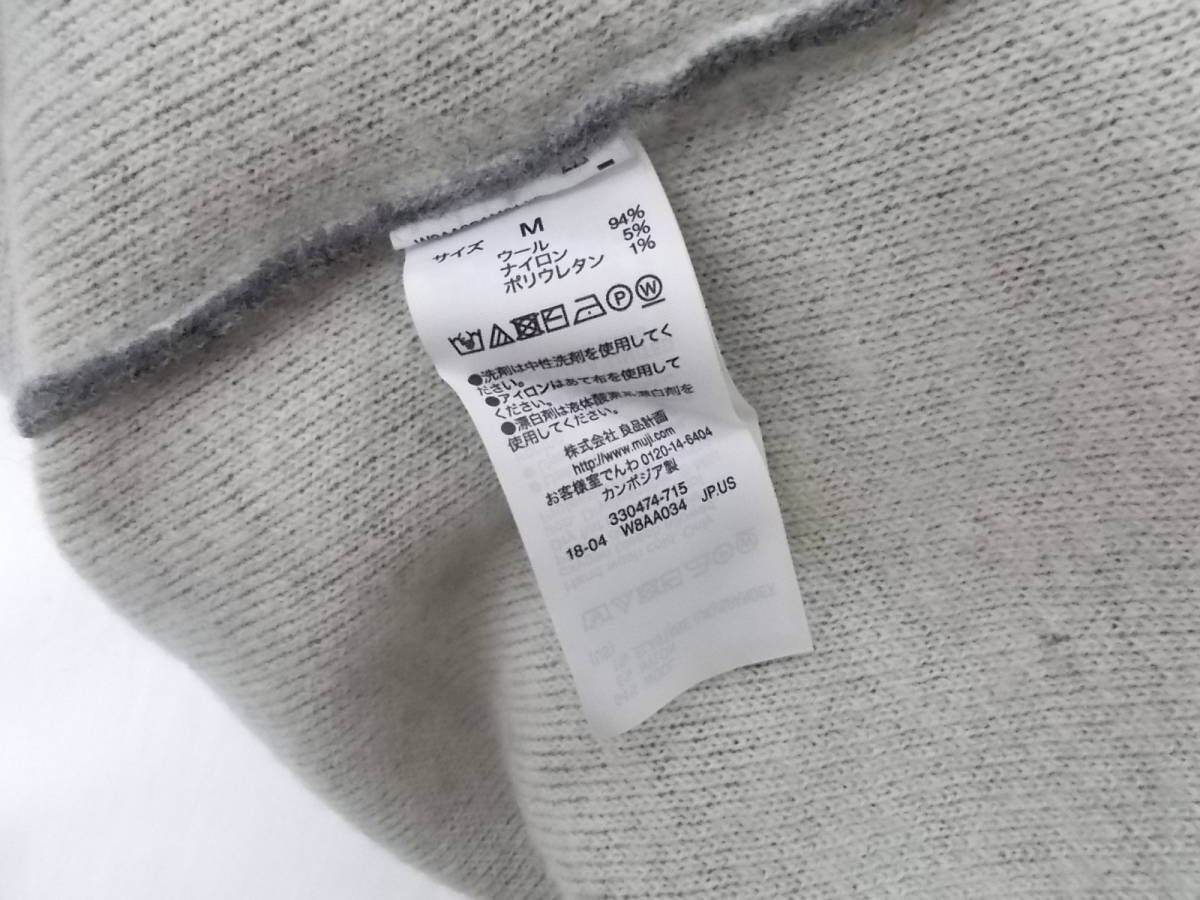 サイズ M
ウール 94%
ナイロン 5%
ポリウレタン 1%
P W
●洗剤は中性洗剤を使用してく
ださい。
●アイロンはあて布を使用して
ください。
●漂白剤は液体酸素系漂白剤を
使用してください。
株式会社 良品計画
http://www.muji.com
お客様室でんわ 0120-14-6404
カンボジア製
330474-715
18-04 W8AA034 JP.US